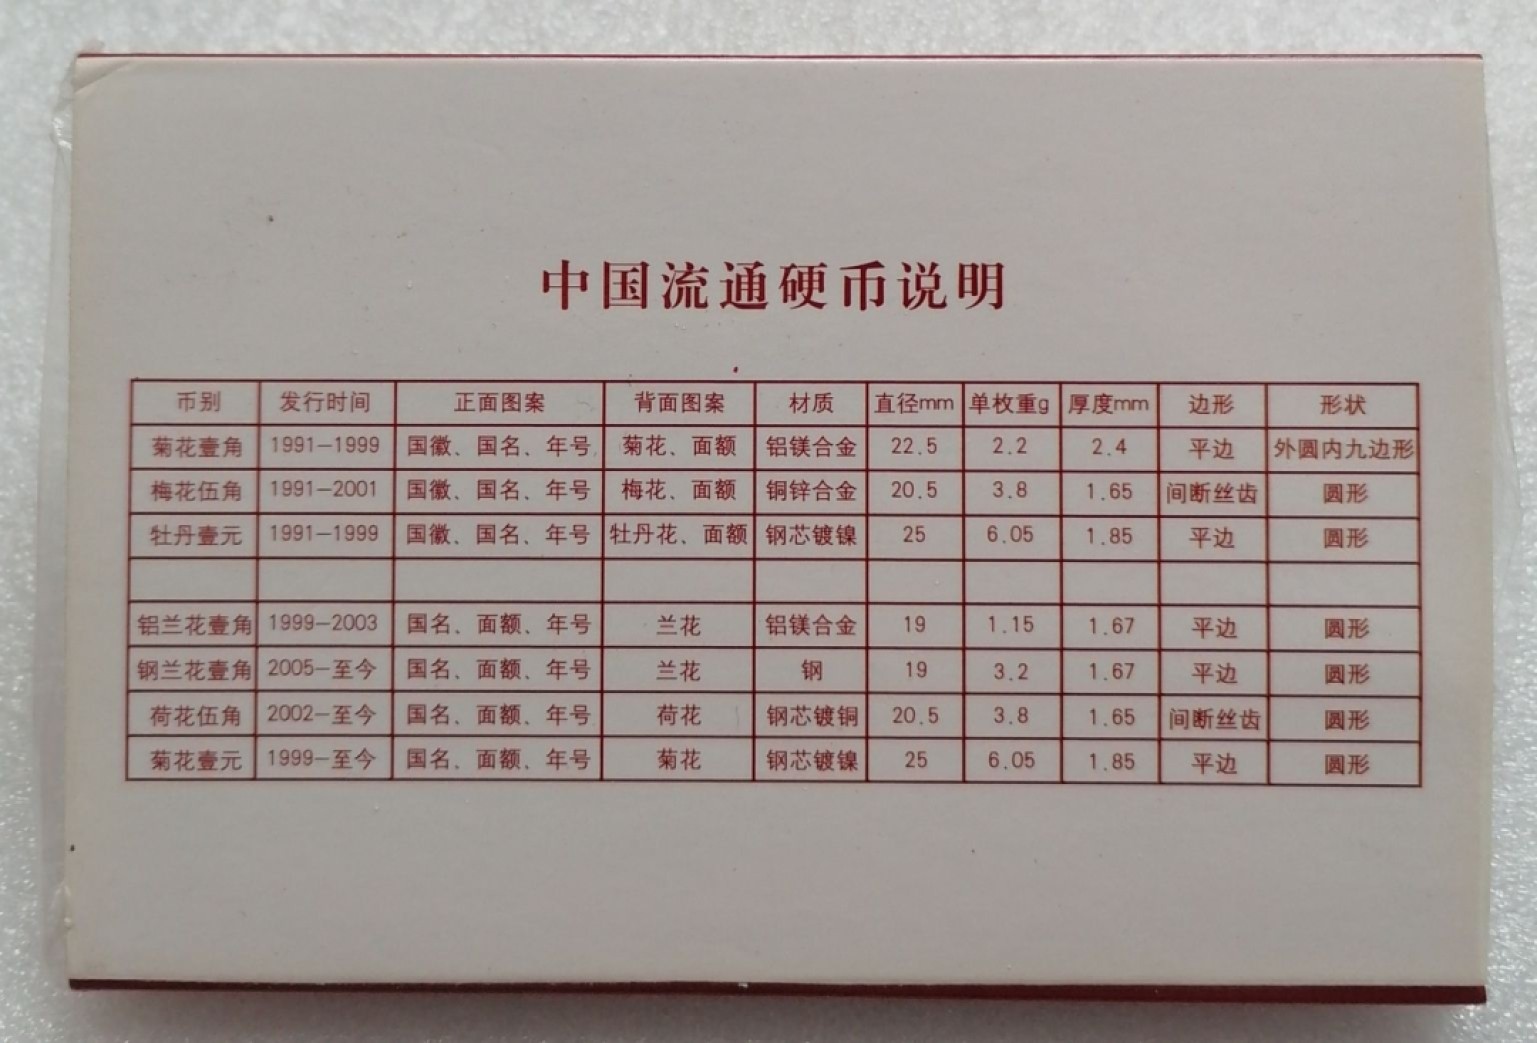 中国流通硬币说明
币别 发行时间 正面图案 背面图案 材质 直径mm 单枚重g 厚度mm 边形 形状
菊花壹角 1991-1999 国徽、国名、年号 菊花、面额 铝镁合金 22.5 2.2 2.4 平边 外圆内九边形
梅花伍角 1991-2001 国徽、国名、年号 梅花、面额 铜锌合金 20.5 3.8 1.65 间断丝齿 圆形
牡丹壹元 1991-1999 国徽、国名、年号 牡丹花、面额 钢芯镀镍 25 6.05 1.85 平边 圆形
铝兰花壹角 1999-2003 国名、面额、年号 兰花 铝镁合金 19 1.15 1.67 平边 圆形
钢兰花壹角 2005-至今 国名、面额、年号 兰花 钢 19 3.2 1.67 平边 圆形
荷花伍角 2002-至今 国名、面额、年号 荷花 钢芯镀铜 20.5 3.8 1.65 间断丝齿 圆形
菊花壹元 1999-至今 国名、面额、年号 菊花 钢芯镀镍 25 6.05 1.85 平边 圆形